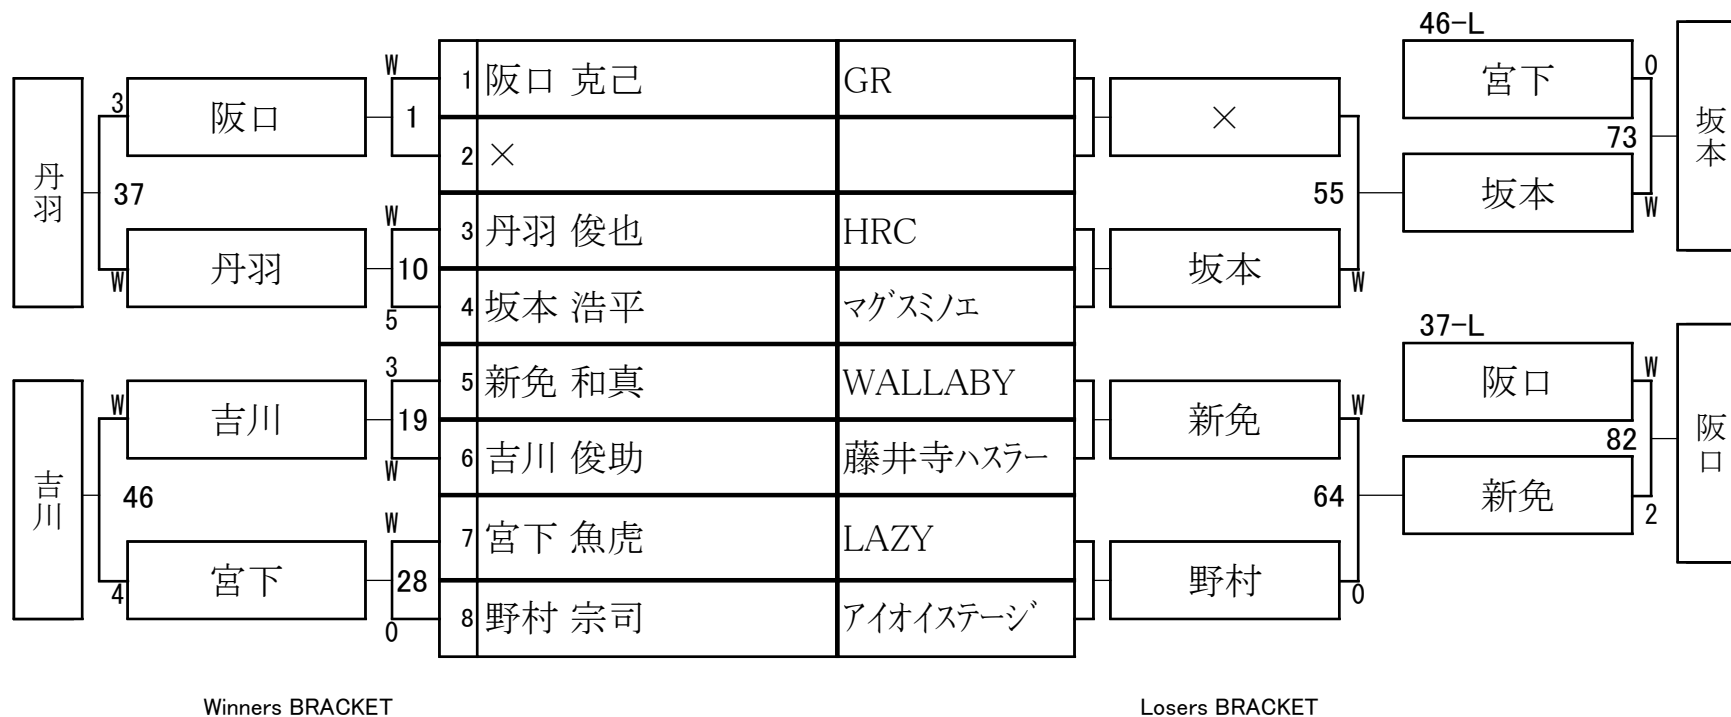 丹羽
吉川
3
阪口
37
W
丹羽
W
吉川
46
4
宮下
W
1
W
10
5
3
19
W
W
28
0
1 阪口 克己 GR
2 ×
3 丹羽 俊也 HRC
4 坂本 浩平 マグスミノエ
5 新免 和真 WALLABY
6 吉川 俊助 藤井寺ハスラー
7 宮下 魚虎 LAZY
8 野村 宗司 アイオイステージ
×
55
坂本
W
新免
W
64
野村
0
46-L
宮下
0
73
坂本
W
37-L
阪口
W
82
新免
2
坂本
阪口
Winners BRACKET
Losers BRACKET